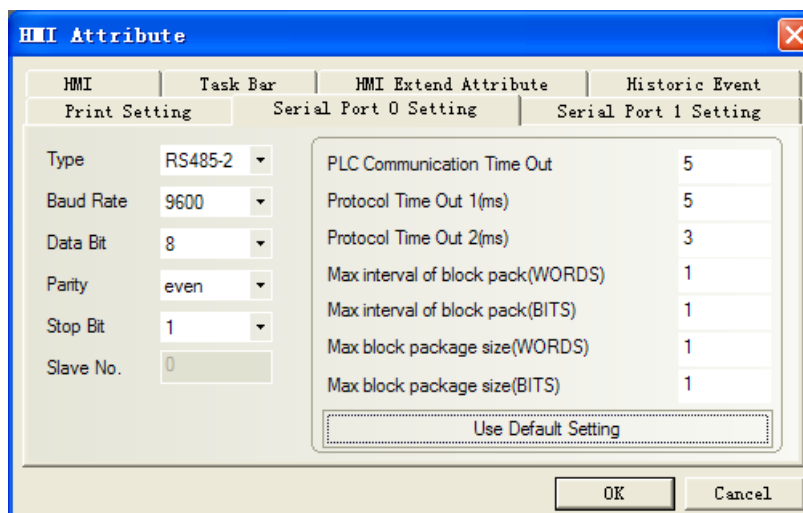 HMI Attribute
HMI Task Bar HMI Extend Attribute Historic Event
Print Setting Serial Port 0 Setting Serial Port 1 Setting
Type RS485-2
Baud Rate 9600
Data Bit 8
Parity even
Stop Bit 1
Slave No. 0
PLC Communication Time Out 5
Protocol Time Out 1(ms) 5
Protocol Time Out 2(ms) 3
Max interval of block pack(WORDS) 1
Max interval of block pack(BITS) 1
Max block package size(WORDS) 1
Max block package size(BITS) 1
Use Default Setting
OK Cancel